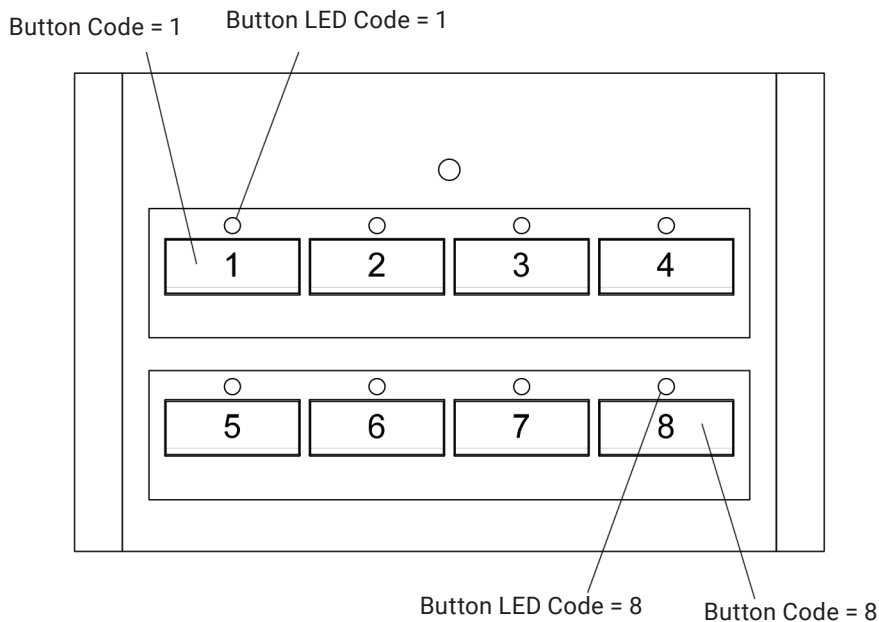 Button Code = 1
Button LED Code = 1
1 2 3 4
5 6 7 8
Button LED Code = 8
Button Code = 8